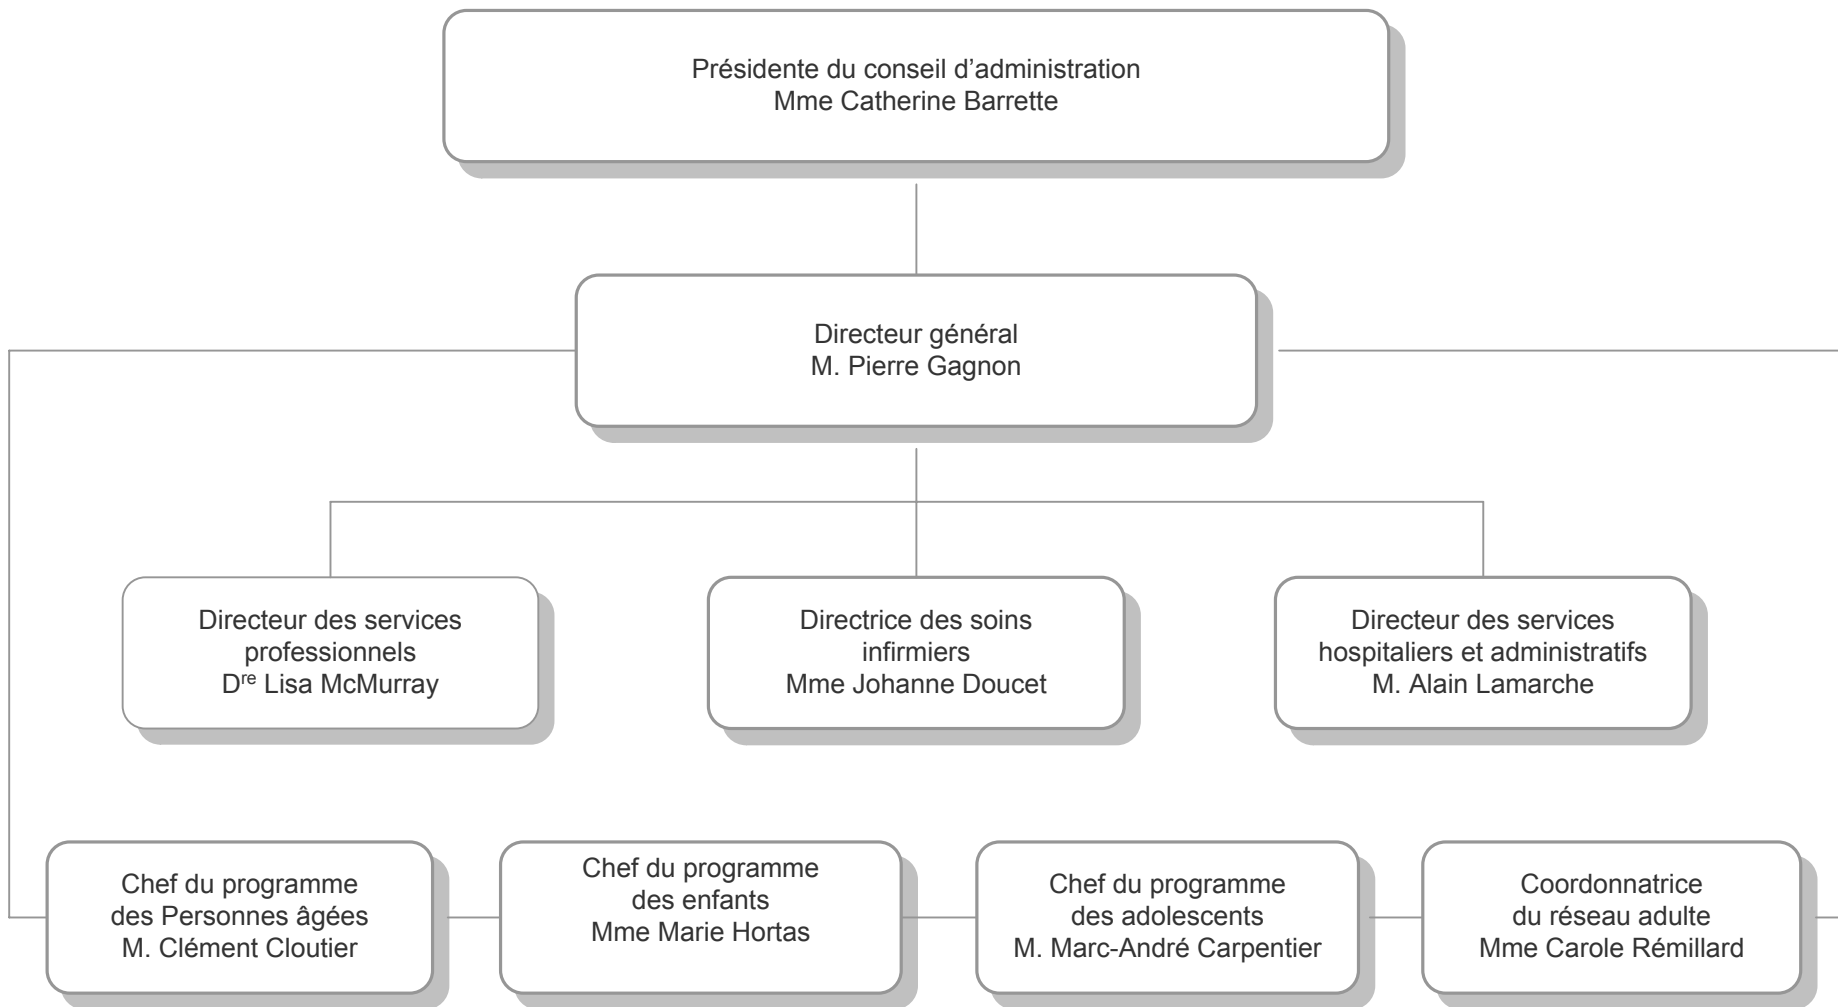 Présidente du conseil d’administration
Mme Catherine Barrette
Directeur général
M. Pierre Gagnon
Directeur des services
professionnels
Dre Lisa McMurray
Directrice des soins
infirmiers
Mme Johanne Doucet
Directeur des services
hospitaliers et administratifs
M. Alain Lamarche
Chef du programme
des Personnes âgées
M. Clément Cloutier
Chef du programme
des enfants
Mme Marie Hortas
Chef du programme
des adolescents
M. Marc-André Carpentier
Coordonnatrice
du réseau adulte
Mme Carole Rémillard